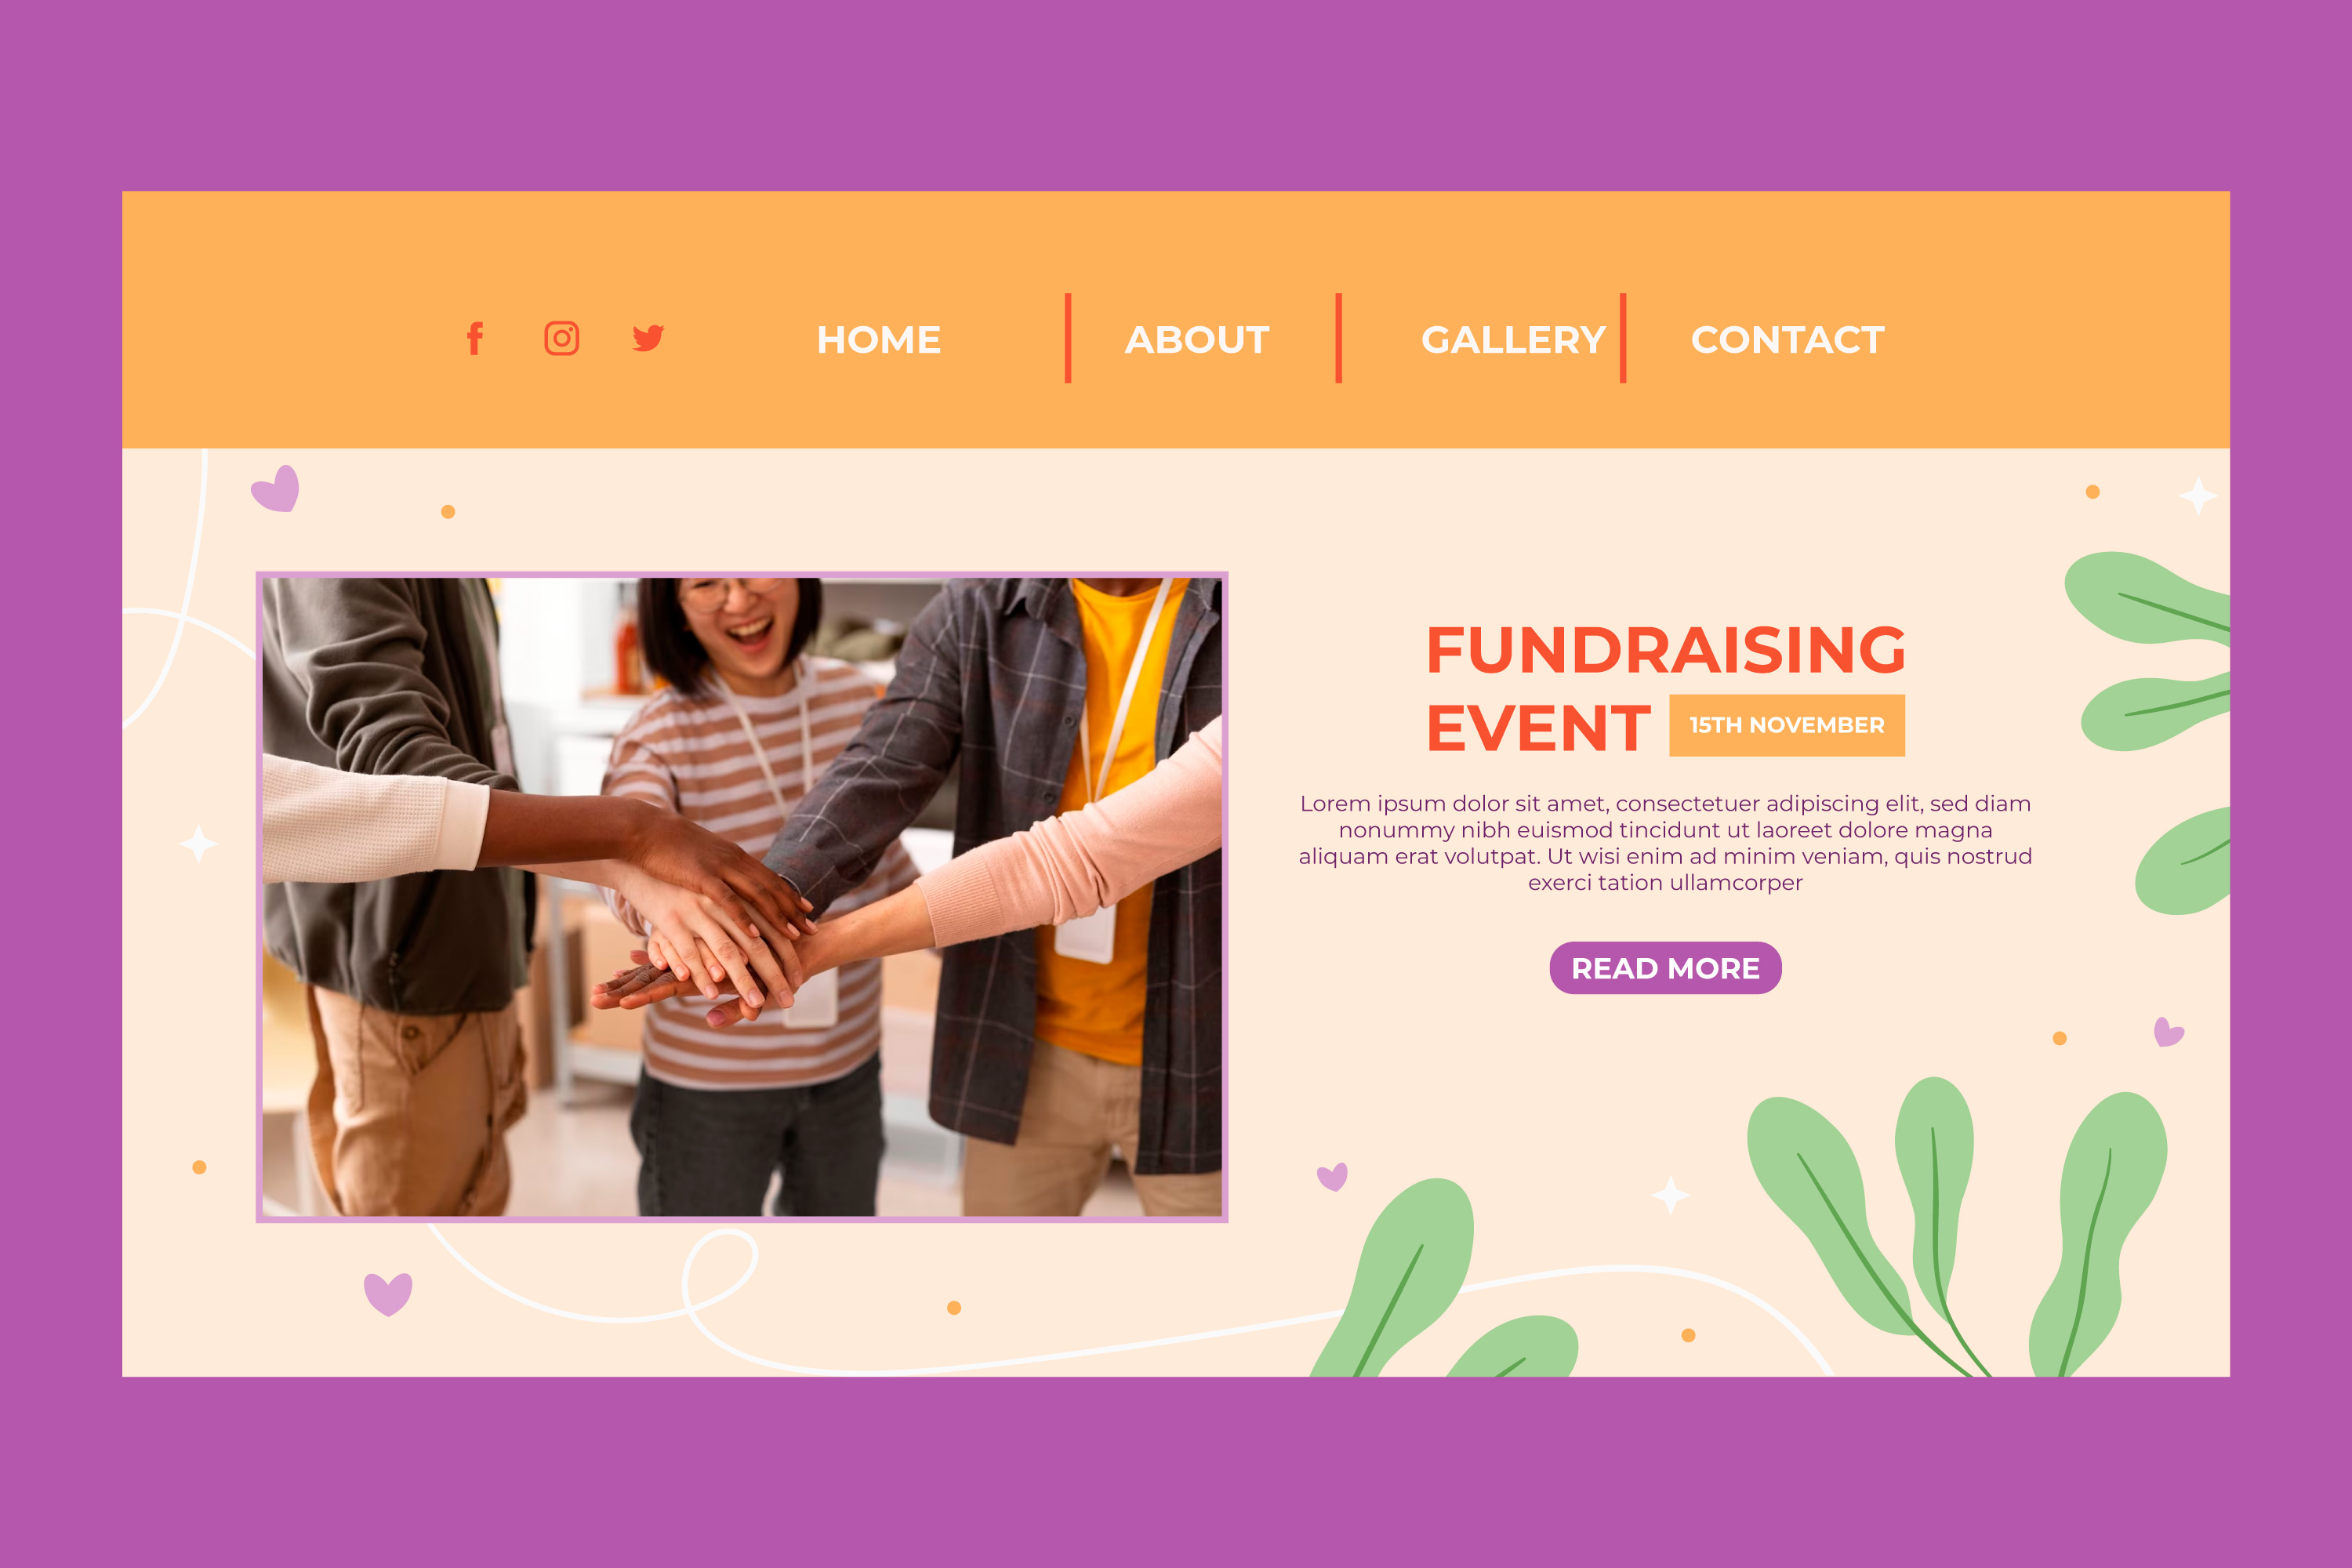 HOME ABOUT GALLERY CONTACT
FUNDRAISING
EVENT 15TH NOVEMBER
Lorem ipsum dolor sit amet, consectetuer adipiscing elit, sed diam
nonummy nibh euismod tincidunt ut laoreet dolore magna
aliquam erat volutpat. Ut wisi enim ad minim veniam, quis nostrud
exerci tation ullamcorper
READ MORE